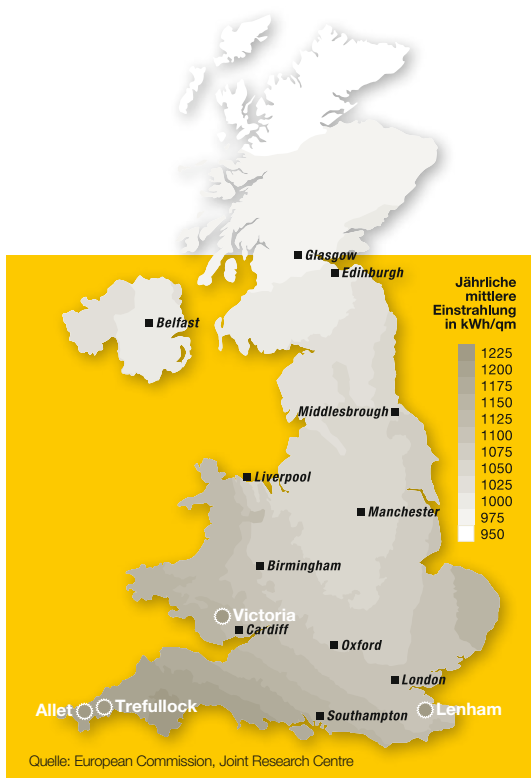 Glasgow
Edinburgh
Jährliche
mittlere
Einstrahlung
in kWh/qm
Belfast
1225
1200
1175
1150
1125
1100
1075
1050
1025
1000
975
950
Middlesbrough
Liverpool
Manchester
Birmingham
Victoria
Cardiff
Oxford
London
Allet
Trefullock
Lenham
Southampton
Quelle: European Commission, Joint Research Centre